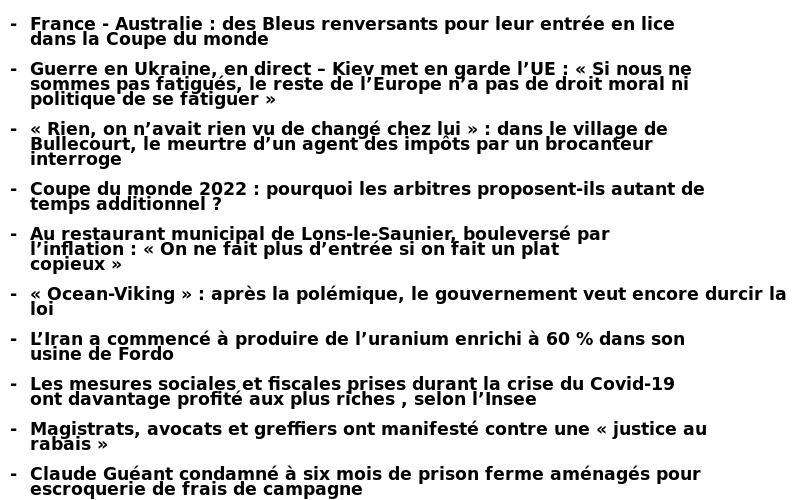 - France - Australie : des Bleus renversants pour leur entrée en lice
dans la Coupe du monde
- Guerre en Ukraine, en direct – Kiev met en garde l’UE : « Si nous ne
sommes pas fatigués, le reste de l’Europe n’a pas de droit moral ni
politique de se fatiguer »
- « Rien, on n’avait rien vu de changé chez lui » : dans le village de
Bullecourt, le meurtre d’un agent des impôts par un brocanteur
interroge
- Coupe du monde 2022 : pourquoi les arbitres proposent-ils autant de
temps additionnel ?
- Au restaurant municipal de Lons-le-Saunier, bouleversé par
l’inflation : « On ne fait plus d’entrée si on fait un plat
copieux »
- « Ocean-Viking » : après la polémique, le gouvernement veut encore durcir la
loi
- L’Iran a commencé à produire de l’uranium enrichi à 60 % dans son
usine de Fordo
- Les mesures sociales et fiscales prises durant la crise du Covid-19
ont davantage profité aux plus riches , selon l’Insee
- Magistrats, avocats et greffiers ont manifesté contre une « justice au
rabais »
- Claude Guéant condamné à six mois de prison ferme aménagés pour
escroquerie de frais de campagne